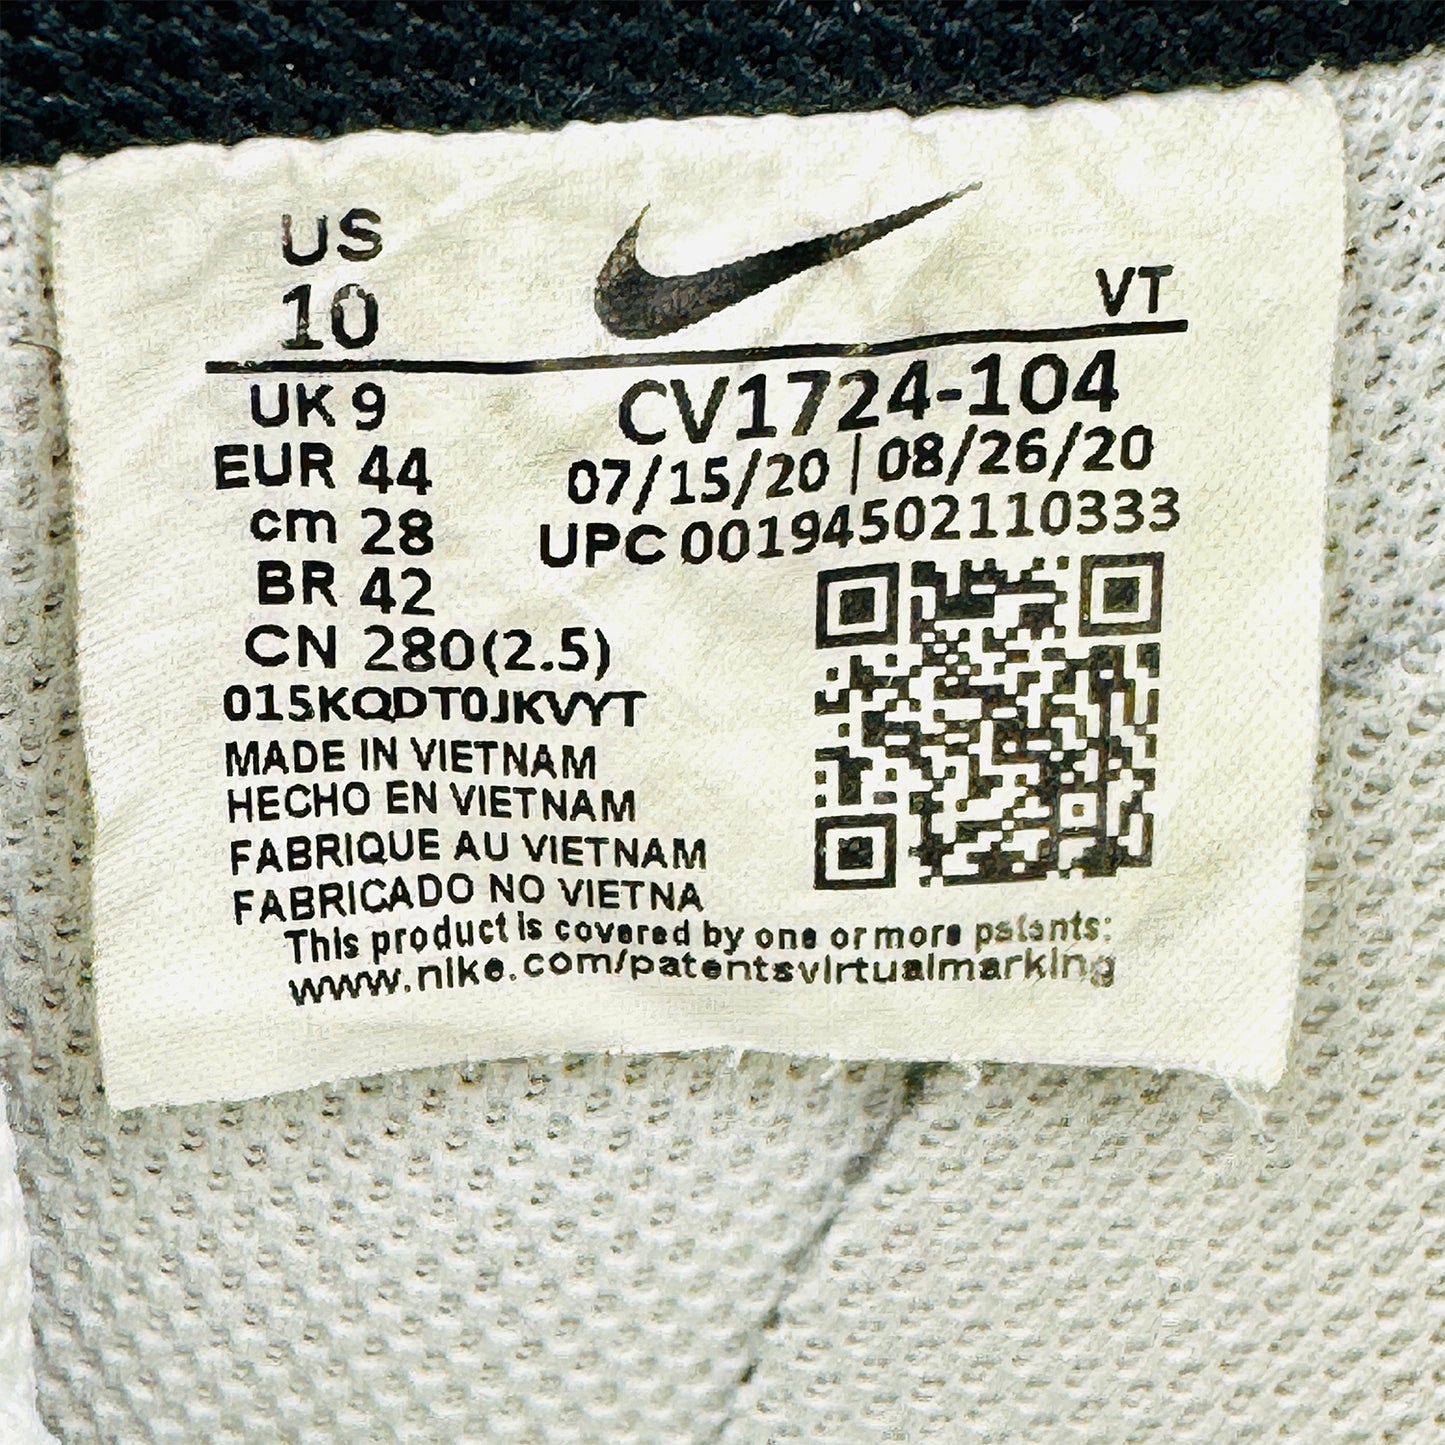 US
10
VT
UK 9
EUR 44
cm 28
BR 42
CN 280(2.5)
CV1724-104
07/15/20 | 08/26/20
UPC 00194502110333
015KQDT0JKVYT
MADE IN VIETNAM
HECHO EN VIETNAM
FABRIQUE AU VIETNAM
FABRICADO NO VIETNA
This product is covered by one or more patents:
www.nike.com/patentsvirtualmarking